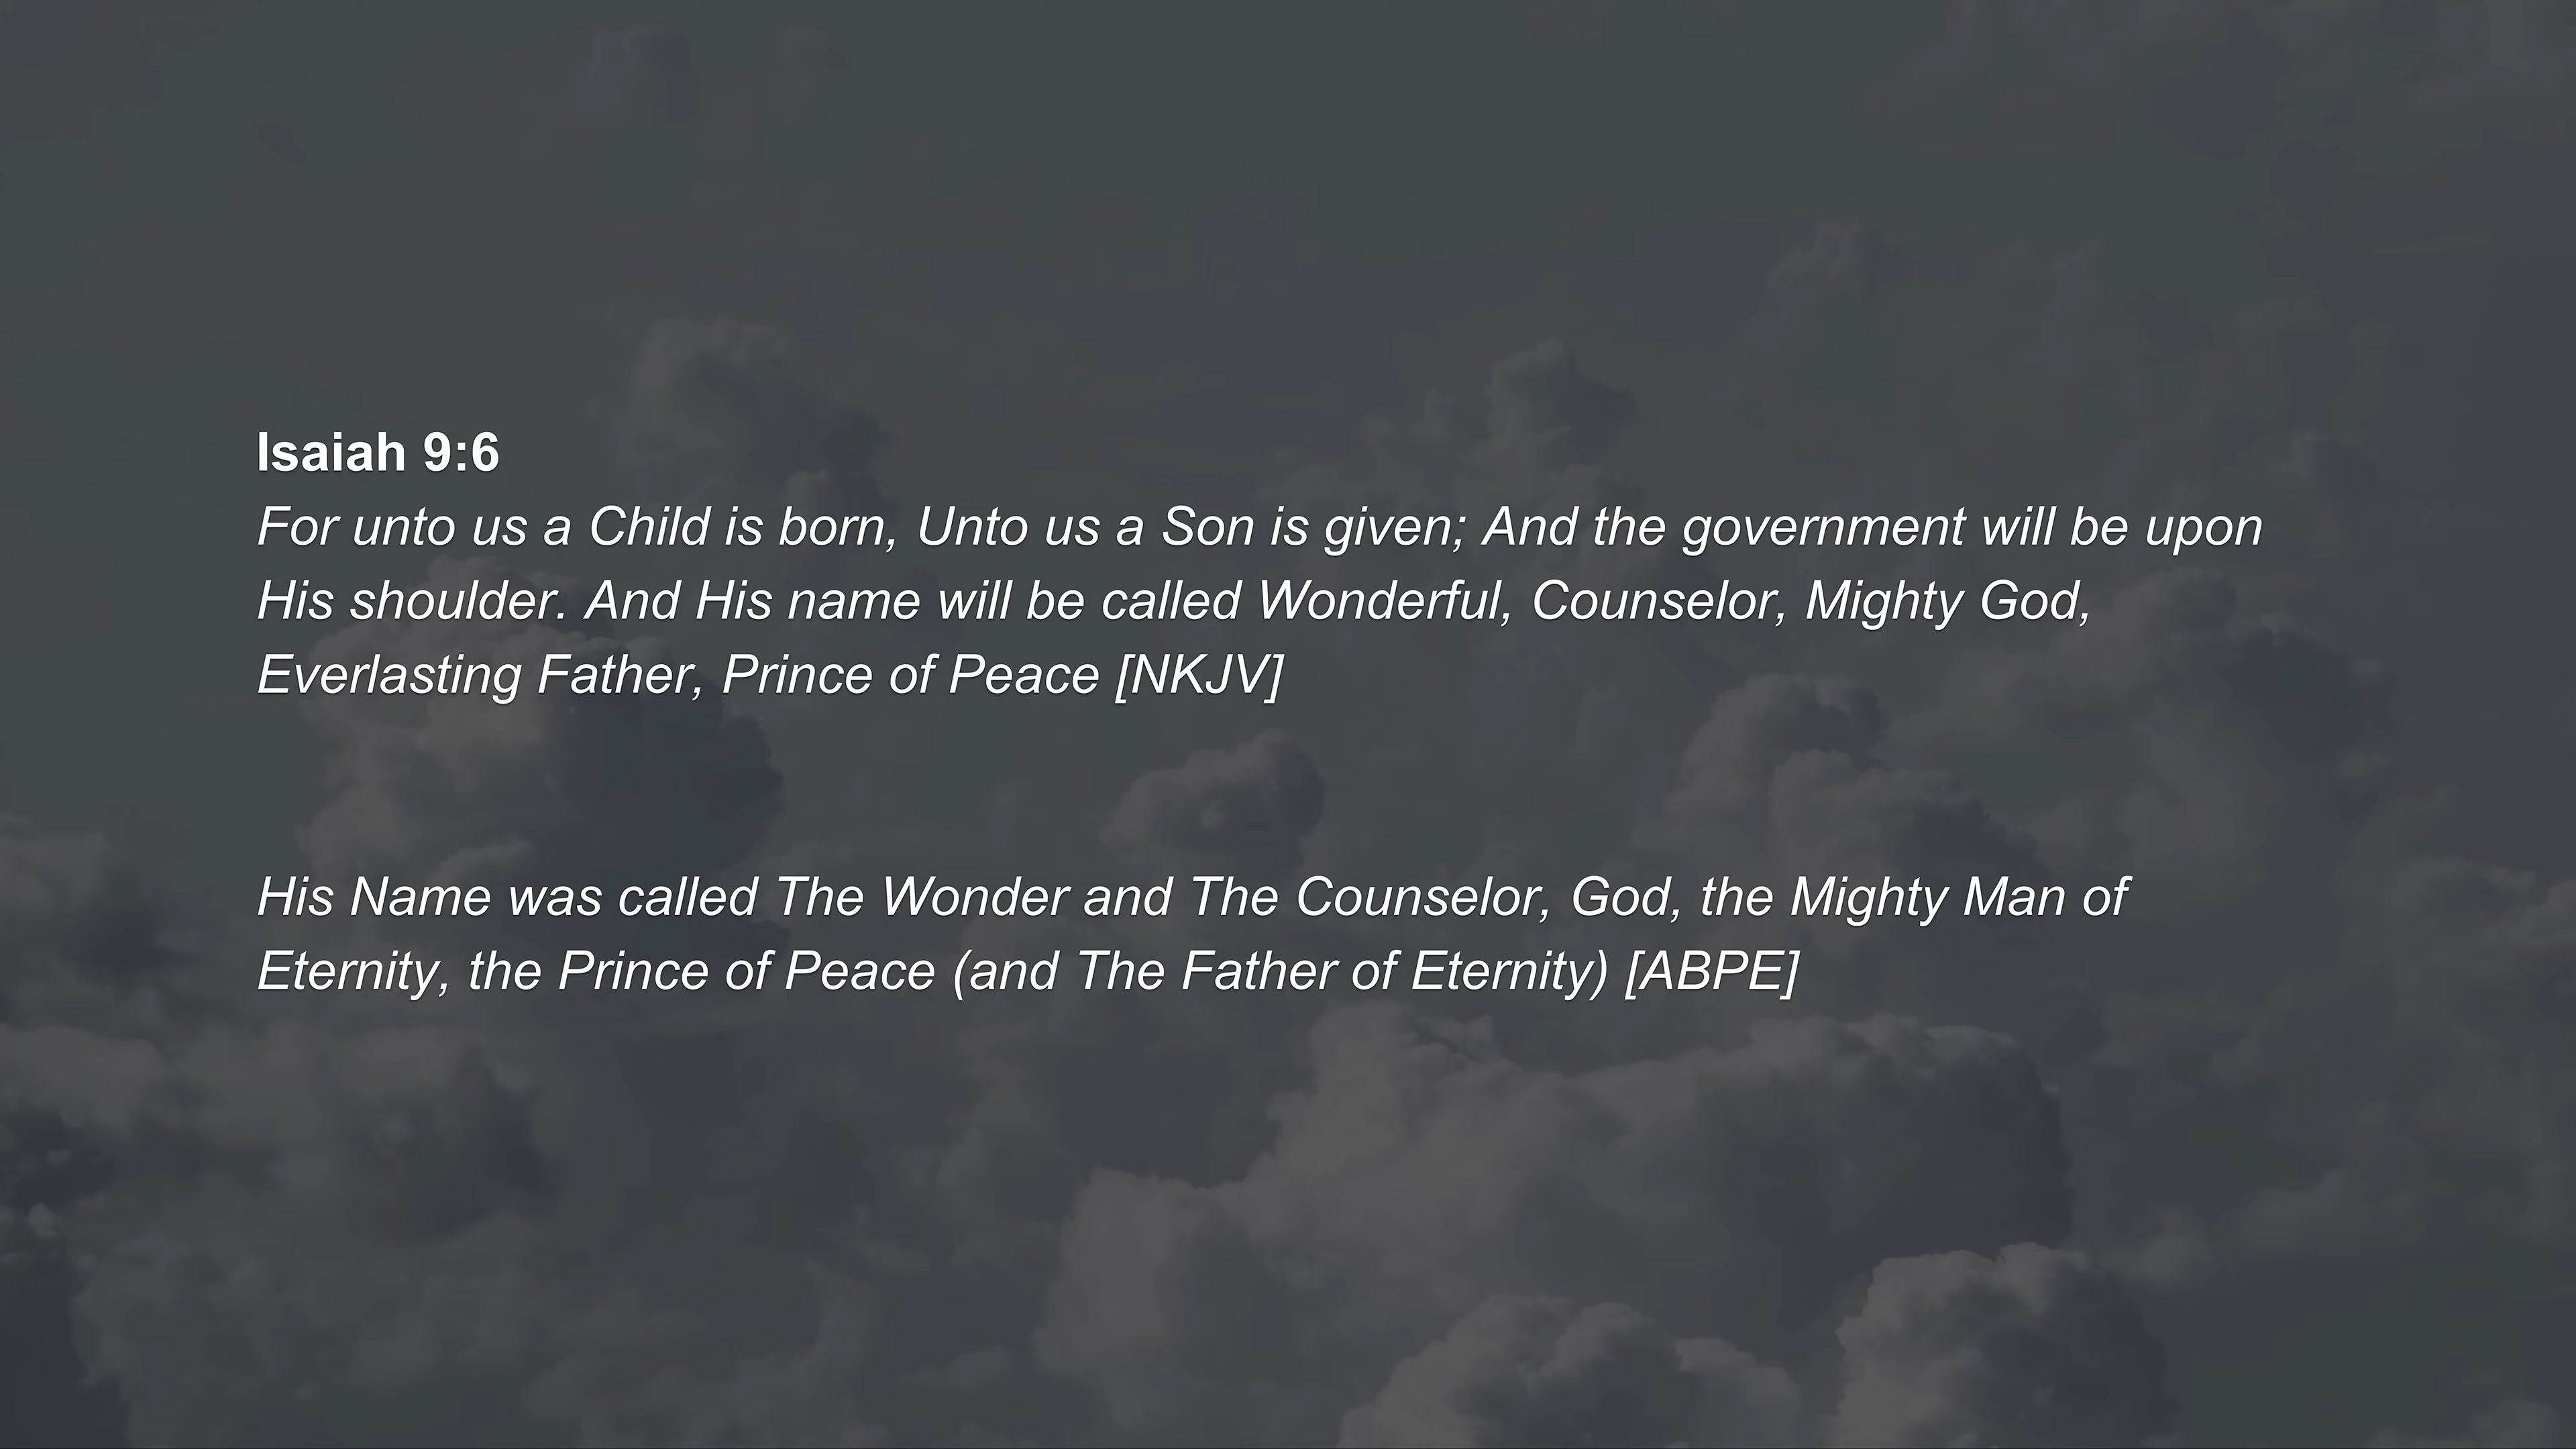 Isaiah 9:6
For unto us a Child is born, Unto us a Son is given; And the government will be upon
His shoulder. And His name will be called Wonderful, Counselor, Mighty God,
Everlasting Father, Prince of Peace [NKJV]
His Name was called The Wonder and The Counselor, God, the Mighty Man of
Eternity, the Prince of Peace (and The Father of Eternity) [ABPE]